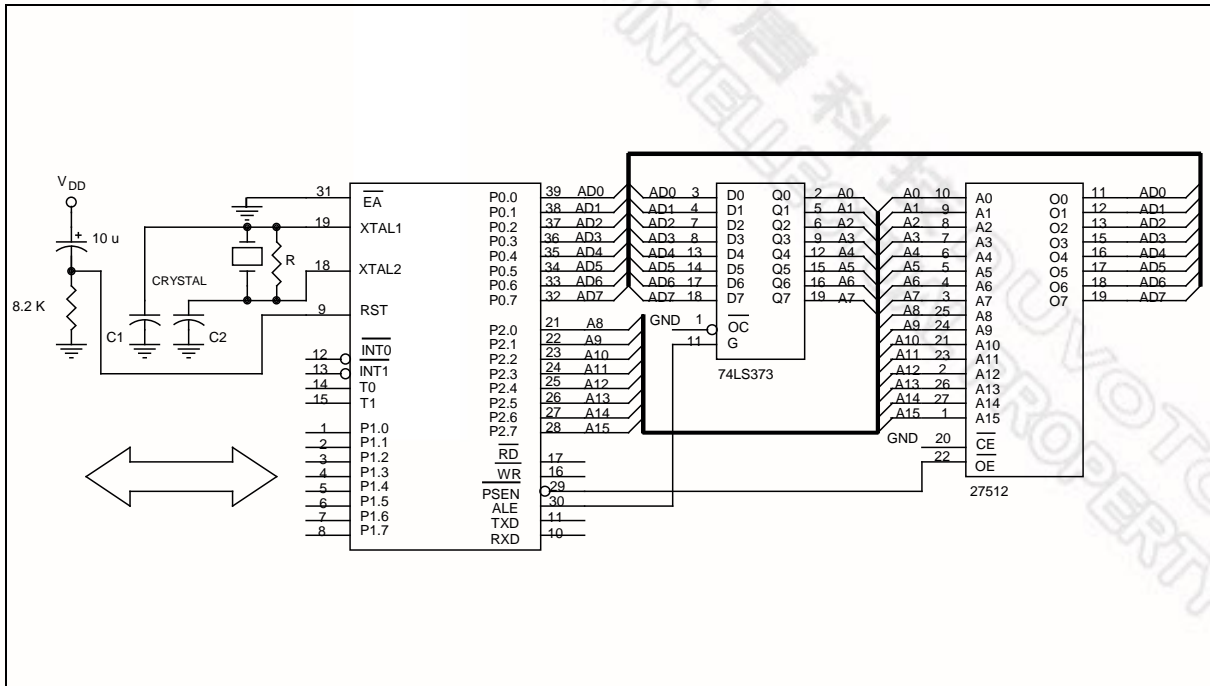 唐科技
INTELLECTUAL PROPERTY
VDD
+
10 u
8.2 K
CRYSTAL
C1
C2
R
31
19
18
9
12
13
14
15
1
2
3
4
5
6
7
8
EA
XTAL1
XTAL2
RST
INT0
INT1
T0
T1
P1.0
P1.1
P1.2
P1.3
P1.4
P1.5
P1.6
P1.7
P0.0 39 AD0
P0.1 38 AD1
P0.2 37 AD2
P0.3 36 AD3
P0.4 35 AD4
P0.5 34 AD5
P0.6 33 AD6
P0.7 32 AD7
P2.0 21 A8
P2.1 22 A9
P2.2 23 A10
P2.3 24 A11
P2.4 25 A12
P2.5 26 A13
P2.6 27 A14
P2.7 28 A15
RD 17
WR 16
PSEN 29
ALE 30
TXD 11
RXD 10
AD0 3 D0 Q0 2 A0
AD1 4 D1 Q1 5 A1
AD2 7 D2 Q2 6 A2
AD3 8 D3 Q3 9 A3
AD4 13 D4 Q4 12 A4
AD5 14 D5 Q5 15 A5
AD6 17 D6 Q6 16 A6
AD7 18 D7 Q7 19 A7
GND 1 OC
11 G
74LS373
A0 10 A0 O0 11 AD0
A1 9 A1 O1 12 AD1
A2 8 A2 O2 13 AD2
A3 7 A3 O3 15 AD3
A4 6 A4 O4 16 AD4
A5 5 A5 O5 17 AD5
A6 4 A6 O6 18 AD6
A7 3 A7 O7 19 AD7
A8 25 A8
A9 24 A9
A10 21 A10
A11 23 A11
A12 2 A12
A13 26 A13
A14 27 A14
A15 1 A15
GND 20 CE
22 OE
27512